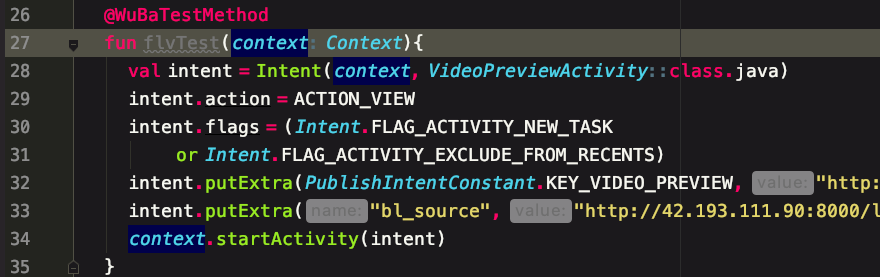 26 @WuBaTestMethod
27 fun flvTest(context: Context){
28 val intent = Intent(context, VideoPreviewActivity::class.java)
29 intent.action = ACTION_VIEW
30 intent.flags = (Intent.FLAG_ACTIVITY_NEW_TASK
31 or Intent.FLAG_ACTIVITY_EXCLUDE_FROM_RECENTS)
32 intent.putExtra(PublishIntentConstant.KEY_VIDEO_PREVIEW, value: "http:
33 intent.putExtra( name: "bl_source", value: "http://42.193.111.90:8000/l
34 context.startActivity(intent)
35 }